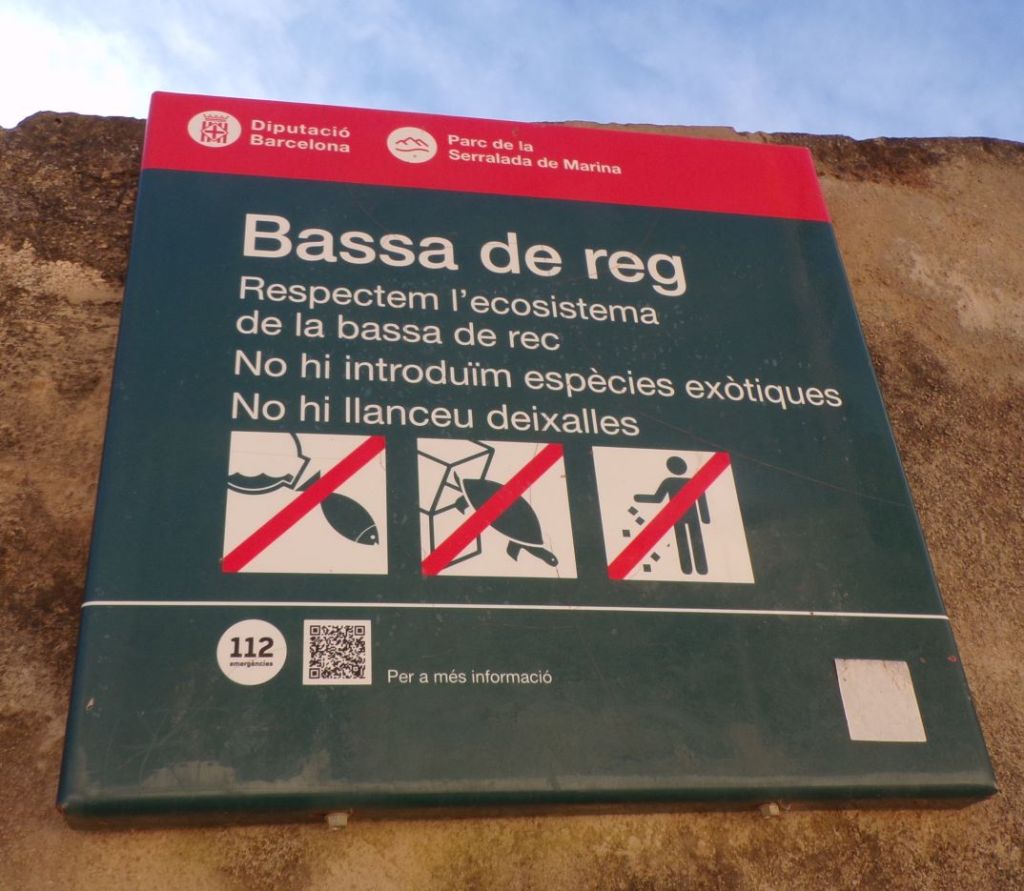 Diputació
Barcelona
Parc de la
Serralada de Marina
Bassa de reg
Respectem l'ecosistema
de la bassa de rec
No hi introduïm espècies exòtiques
No hi llanceu deixalles
112
emergències
Per a més informació